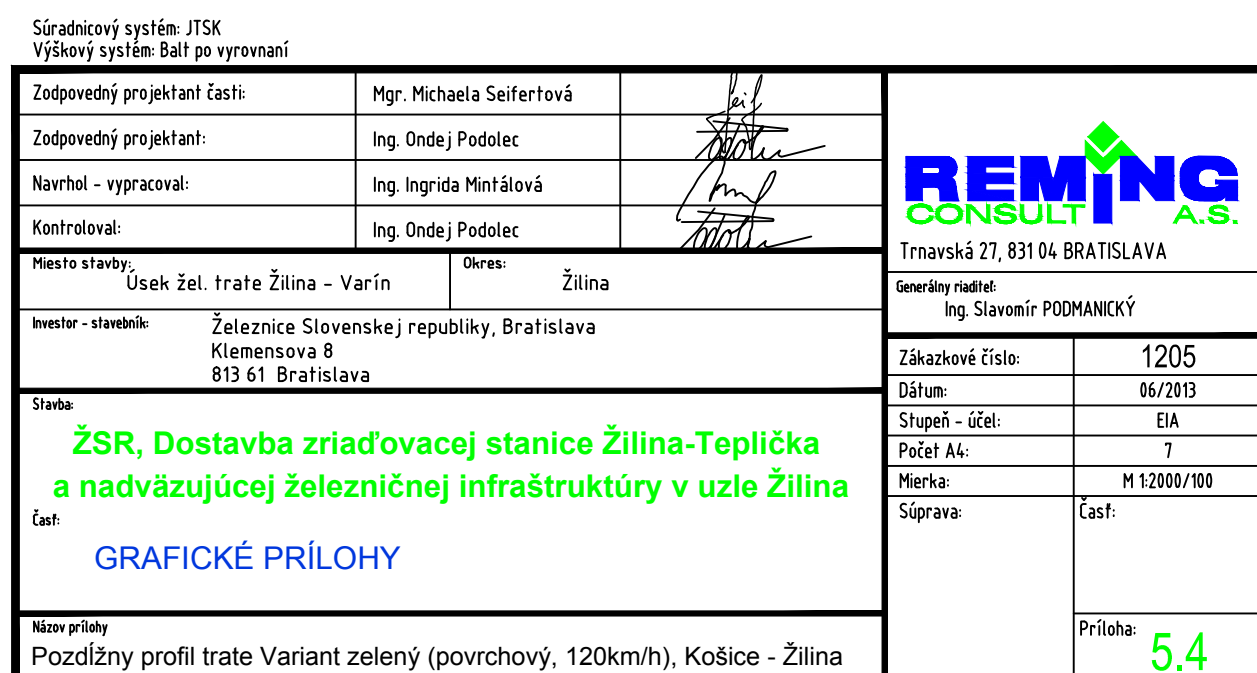 Súradnicový systém: JTSK
Výškový systém: Balt po vyrovnaní
Zodpovedný projektant časti: Mgr. Michaela Seifertová
Zodpovedný projektant: Ing. Ondej Podolec
Navrhol - vypracoval: Ing. Ingrida Mintálová
Kontroloval: Ing. Ondej Podolec
REMING
CONSULT A.S.
Trnavská 27, 831 04 BRATISLAVA
Generálny riaditeľ:
Ing. Slavomír PODMANICKÝ
Miesto stavby:
Úsek žel. trate Žilina - Varín
Okres:
Žilina
Investor - stavebník:
Železnice Slovenskej republiky, Bratislava
Klemensova 8
813 61 Bratislava
Zákazkové číslo: 1205
Dátum: 06/2013
Stupeň - účel: EIA
Počet A4: 7
Mierka: M 1:2000/100
Súprava:
Časť:
Stavba:
ŽSR, Dostavba zriaďovacej stanice Žilina-Teplička
a nadväzujúcej železničnej infraštruktúry v uzle Žilina
Časť:
GRAFICKÉ PRÍLOHY
Názov prílohy
Pozdĺžny profil trate Variant zelený (povrchový, 120km/h), Košice - Žilina
Príloha:
5.4